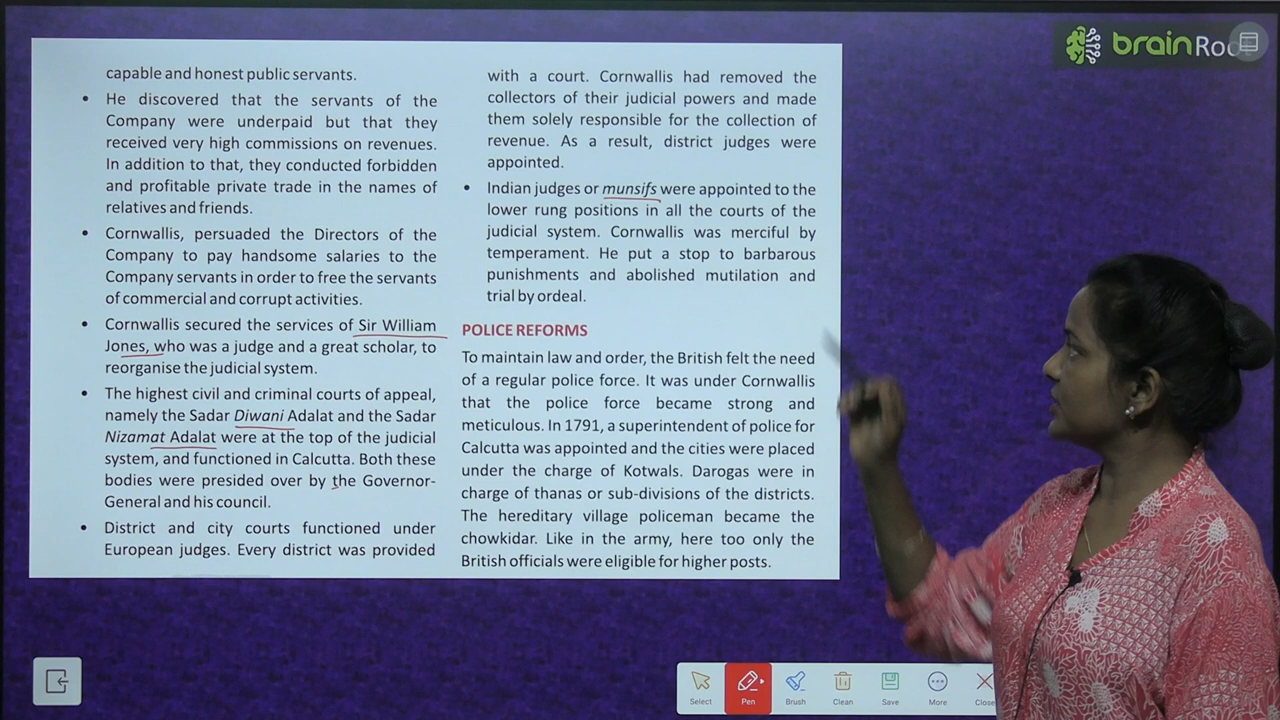 capable and honest public servants.
• He discovered that the servants of the
Company were underpaid but that they
received very high commissions on revenues.
In addition to that, they conducted forbidden
and profitable private trade in the names of
relatives and friends.
• Cornwallis, persuaded the Directors of the
Company to pay handsome salaries to the
Company servants in order to free the servants
of commercial and corrupt activities.
• Cornwallis secured the services of Sir William
Jones, who was a judge and a great scholar, to
reorganise the judicial system.
• The highest civil and criminal courts of appeal,
namely the Sadar Diwani Adalat and the Sadar
Nizamat Adalat were at the top of the judicial
system, and functioned in Calcutta. Both these
bodies were presided over by the Governor-
General and his council.
• District and city courts functioned under
European judges. Every district was provided
with a court. Cornwallis had removed the
collectors of their judicial powers and made
them solely responsible for the collection of
revenue. As a result, district judges were
appointed.
• Indian judges or munsifs were appointed to the
lower rung positions in all the courts of the
judicial system. Cornwallis was merciful by
temperament. He put a stop to barbarous
punishments and abolished mutilation and
trial by ordeal.
POLICE REFORMS
To maintain law and order, the British felt the need
of a regular police force. It was under Cornwallis
that the police force became strong and
meticulous. In 1791, a superintendent of police for
Calcutta was appointed and the cities were placed
under the charge of Kotwals. Darogas were in
charge of thanas or sub-divisions of the districts.
The hereditary village policeman became the
chowkidar. Like in the army, here too only the
British officials were eligible for higher posts.
brain
Select Pen Brush Clean Save More Close